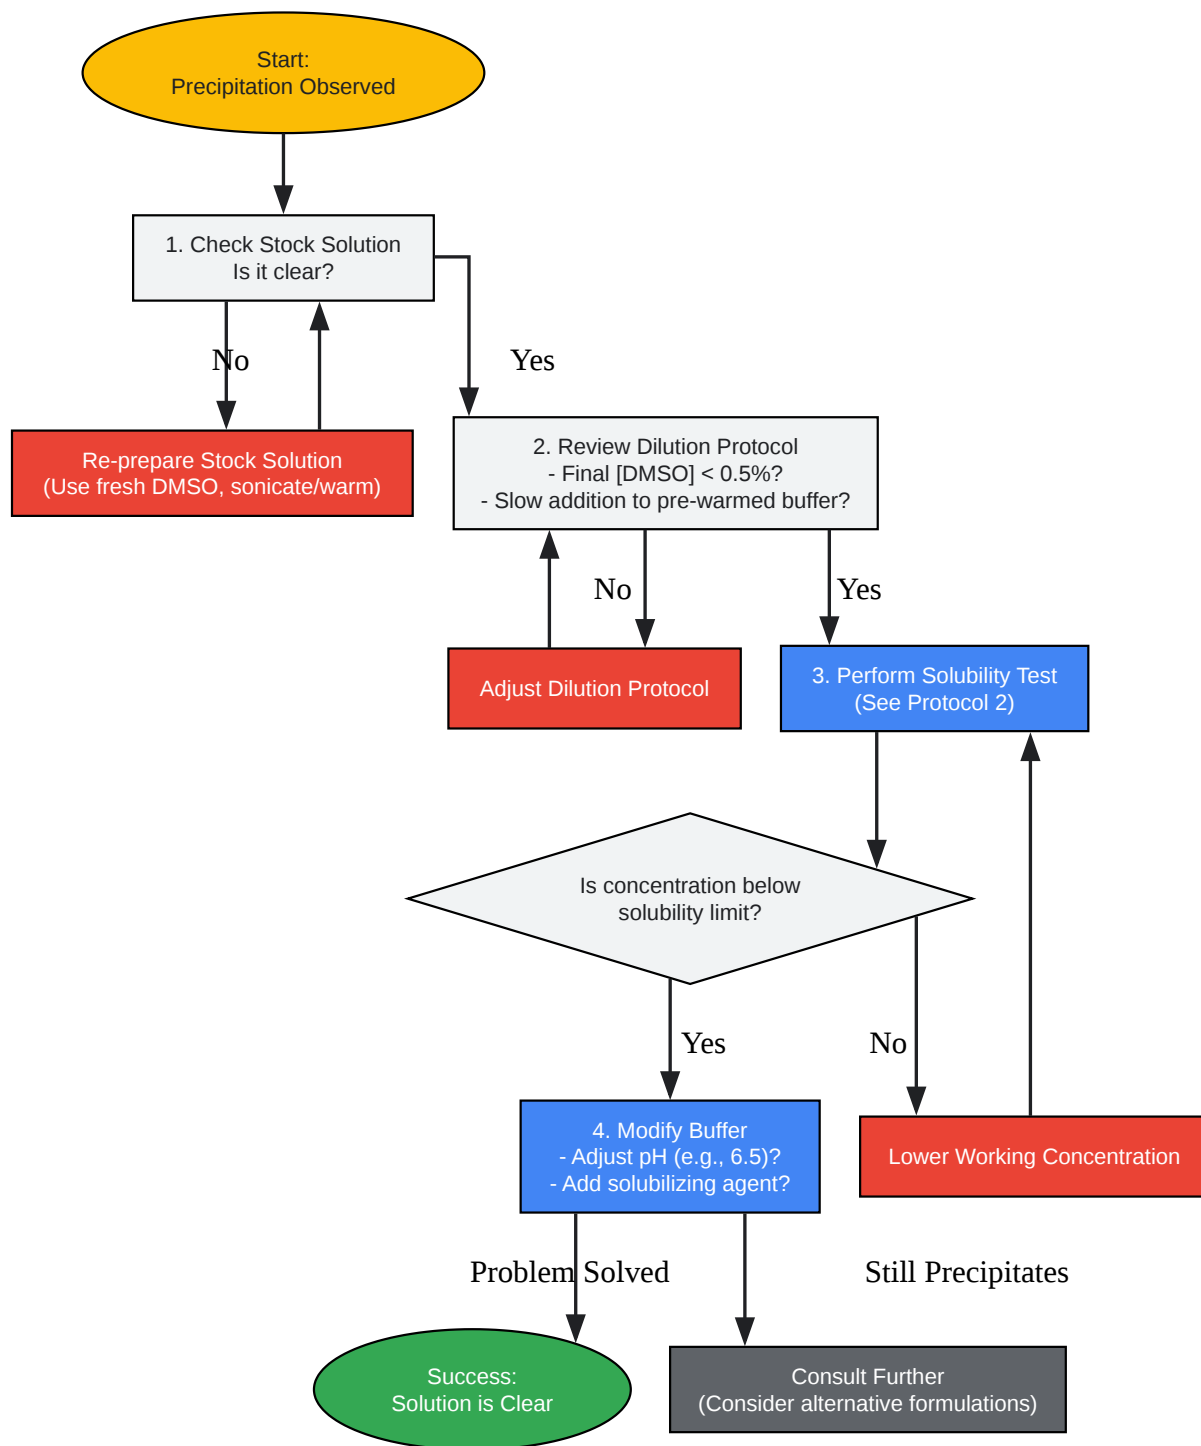 Start:
Precipitation Observed
1. Check Stock Solution
Is it clear?
No
Yes
Re-prepare Stock Solution
(Use fresh DMSO, sonicate/warm)
2. Review Dilution Protocol
- Final [DMSO] < 0.5%?
- Slow addition to pre-warmed buffer?
No
Yes
Adjust Dilution Protocol
3. Perform Solubility Test
(See Protocol 2)
Is concentration below
solubility limit?
Yes
No
4. Modify Buffer
- Adjust pH (e.g., 6.5)?
- Add solubilizing agent?
Lower Working Concentration
Problem Solved
Still Precipitates
Success:
Solution is Clear
Consult Further
(Consider alternative formulations)